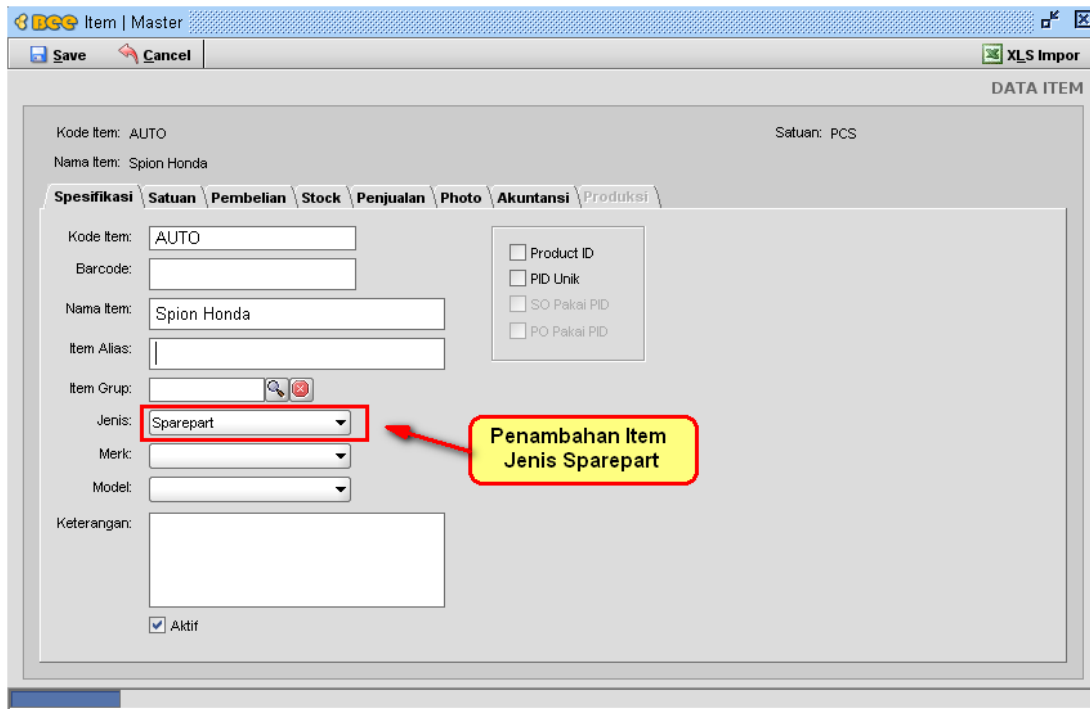 Bee Item | Master
Save Cancel XLS Impor
DATA ITEM
Kode Item: AUTO Satuan: PCS
Nama Item: Spion Honda
Spesifikasi Satuan Pembelian Stock Penjualan Photo Akuntansi Produksi
Kode Item: AUTO
Product ID
Barcode:
PID Unik
Nama Item: Spion Honda
SO Pakai PID
PO Pakai PID
Item Alias:
Item Grup:
Jenis: Sparepart
Penambahan Item
Jenis Sparepart
Merk:
Model:
Keterangan:
Aktif